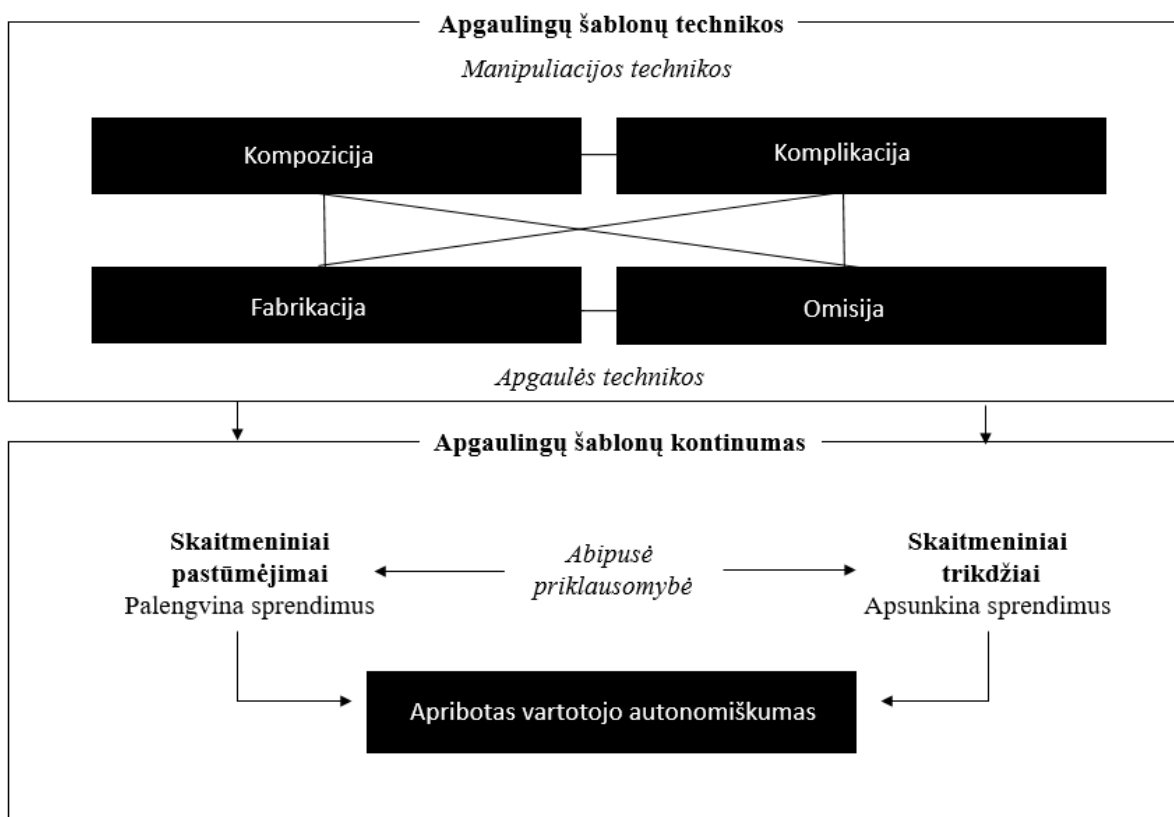 Apgaulingų šablonų technikos
Manipuliacijos technikos
Kompozicija
Komplikacija
Fabrikacija
Omisija
Apgaulės technikos
Apgaulingų šablonų kontinumas
Skaitmeniniai
pastūmėjimai
Palengvina sprendimus
Abipusė
priklausomybė
Skaitmeniniai
trikdžiai
Apsunkina sprendimus
Apribotas vartotojo autonomiškumas